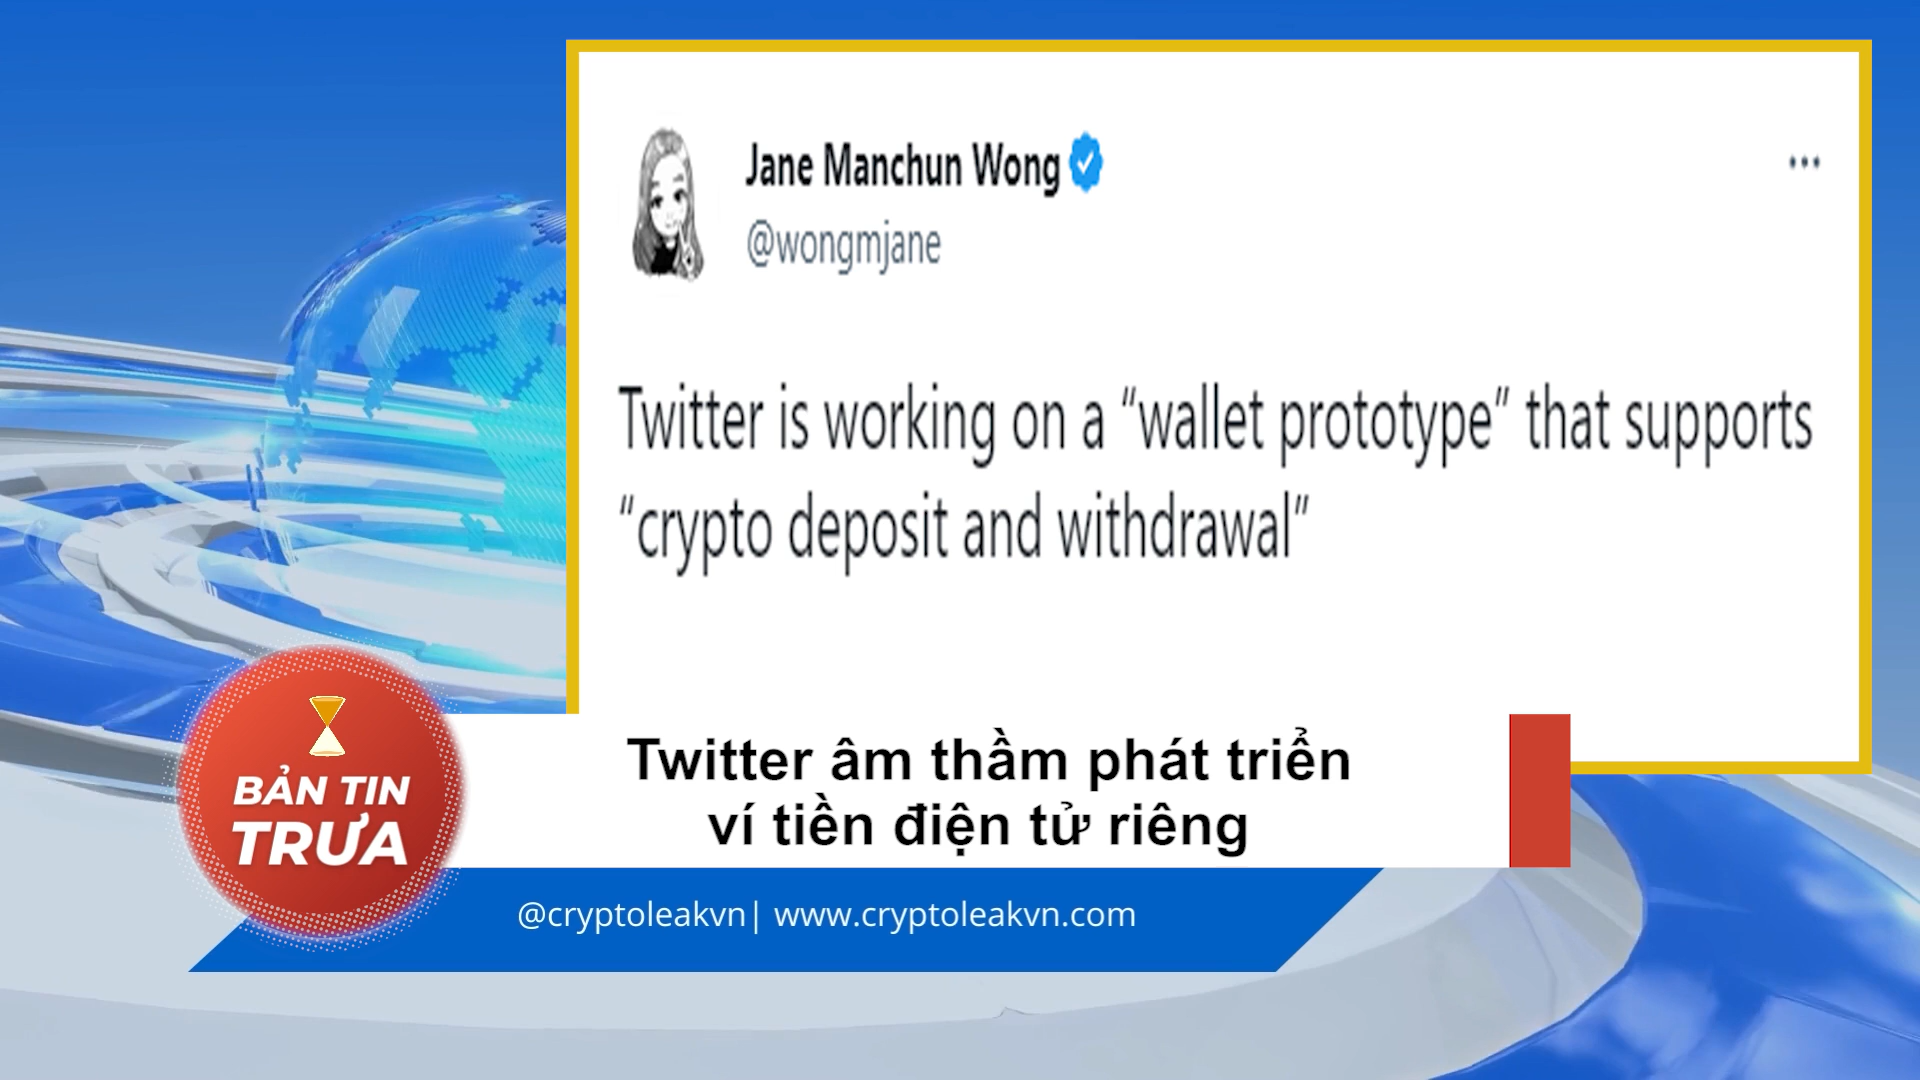 Jane Manchun Wong
@wongmjane
Twitter is working on a “wallet prototype” that supports
“crypto deposit and withdrawal”
BẢN TIN
TRƯA
Twitter âm thầm phát triển
ví tiền điện tử riêng
@cryptoleakvn| www.cryptoleakvn.com